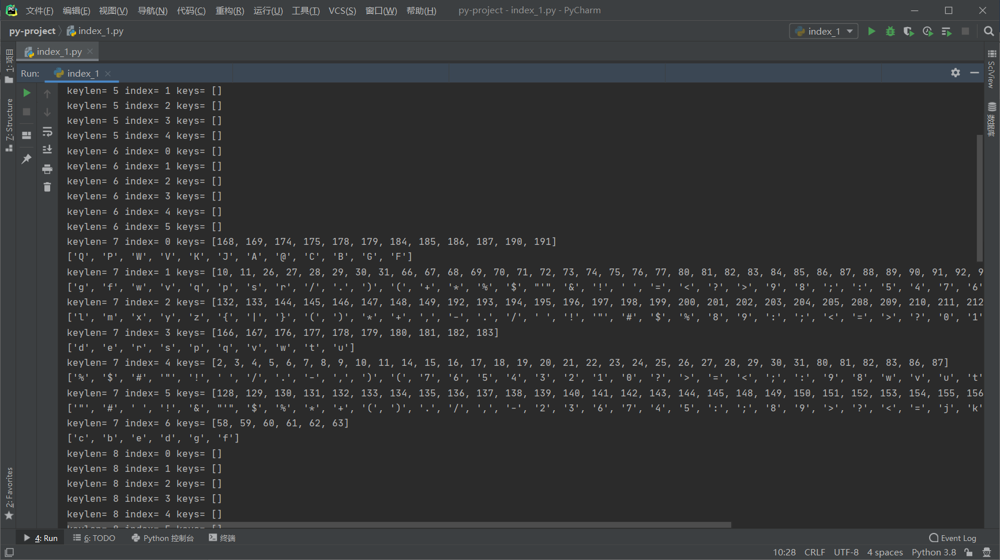 文件(F) 编辑(E) 视图(V) 导航(N) 代码(C) 重构(R) 运行(U) 工具(T) VCS(S) 窗口(W) 帮助(H) py-project - index_1.py - PyCharm
py-project index_1.py index_1
index_1.py
1: 项目
Z: Structure
2: Favorites
SciView
数据库
Run: index_1
keylen= 5 index= 1 keys= []
keylen= 5 index= 2 keys= []
keylen= 5 index= 3 keys= []
keylen= 5 index= 4 keys= []
keylen= 6 index= 0 keys= []
keylen= 6 index= 1 keys= []
keylen= 6 index= 2 keys= []
keylen= 6 index= 3 keys= []
keylen= 6 index= 4 keys= []
keylen= 6 index= 5 keys= []
keylen= 7 index= 0 keys= [168, 169, 174, 175, 178, 179, 184, 185, 186, 187, 190, 191]
['Q', 'P', 'W', 'V', 'K', 'J', 'A', '@', 'C', 'B', 'G', 'F']
keylen= 7 index= 1 keys= [10, 11, 26, 27, 28, 29, 30, 31, 66, 67, 68, 69, 70, 71, 72, 73, 74, 75, 76, 77, 80, 81, 82, 83, 84, 85, 86, 87, 88, 89, 90, 91, 92, 9
['g', 'f', 'w', 'v', 'q', 'p', 's', 'r', '/', '.', ')', '(', '+', '*', '%', '$', "'", '&', '!', ' ', '=', '<', '?', '>', '9', '8', ';', ':', '5', '4', '7', '6'
keylen= 7 index= 2 keys= [132, 133, 144, 145, 146, 147, 148, 149, 192, 193, 194, 195, 196, 197, 198, 199, 200, 201, 202, 203, 204, 205, 208, 209, 210, 211, 212
['l', 'm', 'x', 'y', 'z', '{', '|', '}', '(', ')', '*', '+', ',', '-', '.', '/', ' ', '!', '"', '#', '$', '%', '8', '9', ':', ';', '<', '=', '>', '?', '0', '1'
keylen= 7 index= 3 keys= [166, 167, 176, 177, 178, 179, 180, 181, 182, 183]
['d', 'e', 'r', 's', 'p', 'q', 'v', 'w', 't', 'u']
keylen= 7 index= 4 keys= [2, 3, 4, 5, 6, 7, 8, 9, 10, 11, 14, 15, 16, 17, 18, 19, 20, 21, 22, 23, 24, 25, 26, 27, 28, 29, 30, 31, 80, 81, 82, 83, 86, 87]
['%', '$', '#', '"', '!', ' ', '/', '.', '-', ',', ')', '(', '7', '6', '5', '4', '3', '2', '1', '0', '?', '>', '=', '<', ';', ':', '9', '8', 'w', 'v', 'u', 't'
keylen= 7 index= 5 keys= [128, 129, 130, 131, 132, 133, 134, 135, 136, 137, 138, 139, 140, 141, 142, 143, 144, 145, 148, 149, 150, 151, 152, 153, 154, 155, 156
['"', '#', ' ', '!', '&', "'", '$', '%', '*', '+', '(', ')', '.', '/', ',', '-', '2', '3', '6', '7', '4', '5', ':', ';', '8', '9', '>', '?', '<', '=', 'j', 'k'
keylen= 7 index= 6 keys= [58, 59, 60, 61, 62, 63]
['c', 'b', 'e', 'd', 'g', 'f']
keylen= 8 index= 0 keys= []
keylen= 8 index= 1 keys= []
keylen= 8 index= 2 keys= []
keylen= 8 index= 3 keys= []
keylen= 8 index= 4 keys= []
4: Run 6: TODO Python 控制台 终端 Event Log
10:28 CRLF UTF-8 4 spaces Python 3.8